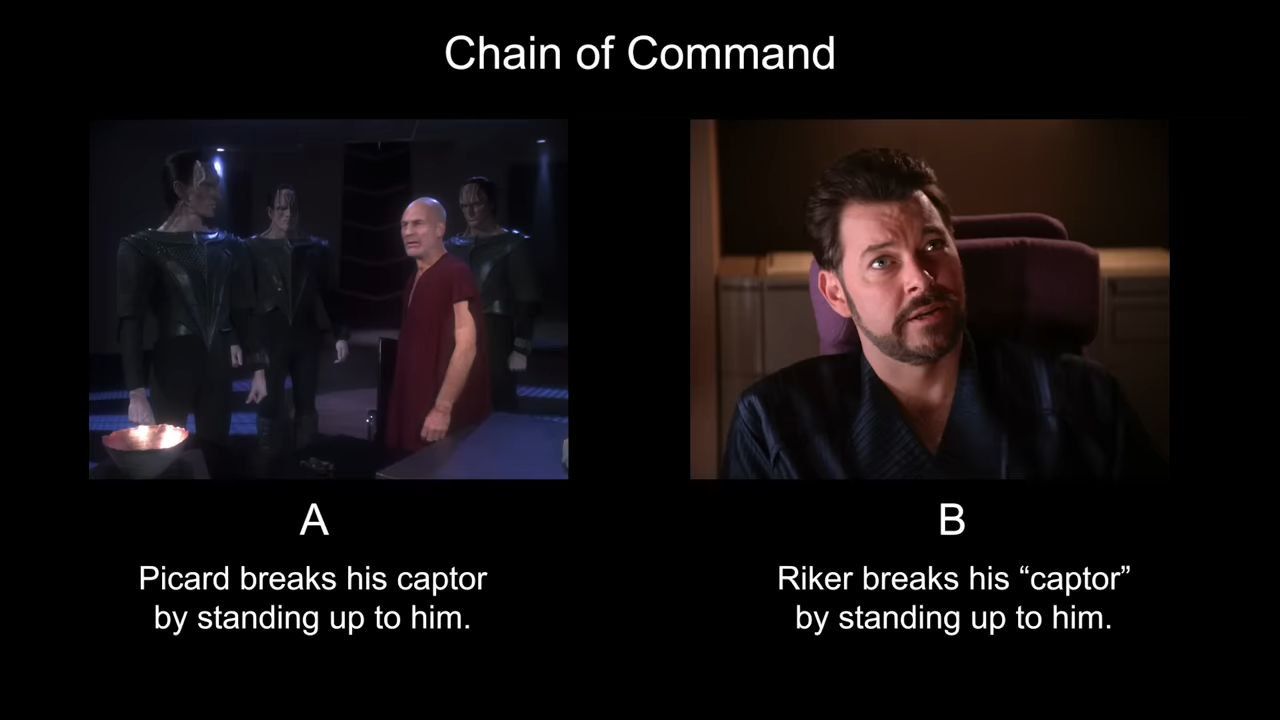 Chain of Command
A
Picard breaks his captor
by standing up to him.
B
Riker breaks his “captor”
by standing up to him.